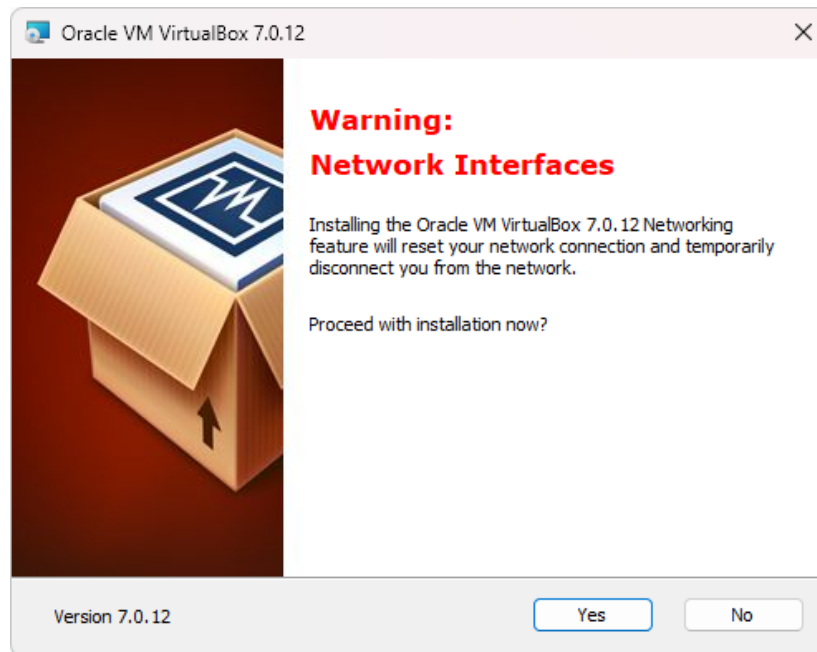 Oracle VM VirtualBox 7.0.12
Warning:
Network Interfaces
Installing the Oracle VM VirtualBox 7.0.12 Networking
feature will reset your network connection and temporarily
disconnect you from the network.
Proceed with installation now?
Version 7.0.12
Yes
No